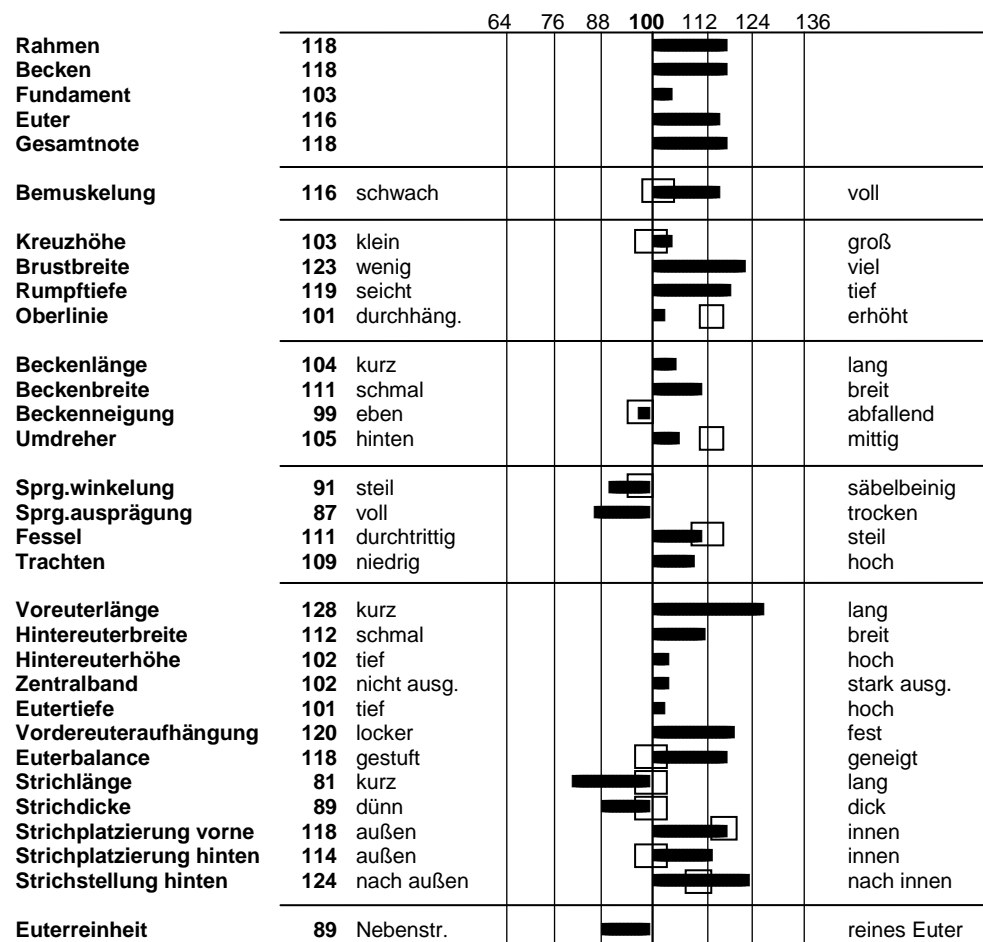 64 76 88 100 112 124 136
Rahmen 118
Becken 118
Fundament 103
Euter 116
Gesamtnote 118
Bemuskelung 116 schwach voll
Kreuzhöhe 103 klein groß
Brustbreite 123 wenig viel
Rumpftiefe 119 seicht tief
Oberlinie 101 durchhäng. erhöht
Beckenlänge 104 kurz lang
Beckenbreite 111 schmal breit
Beckenneigung 99 eben abfallend
Umdreher 105 hinten mittig
Sprg.winkelung 91 steil säbelbeinig
Sprg.ausprägung 87 voll trocken
Fessel 111 durchtrittig steil
Trachten 109 niedrig hoch
Voreuterlänge 128 kurz lang
Hintereuterbreite 112 schmal breit
Hintereuterhöhe 102 tief hoch
Zentralband 102 nicht ausg. stark ausg.
Eutertiefe 101 tief hoch
Vordereuteraufhängung 120 locker fest
Euterbalance 118 gestuft geneigt
Strichlänge 81 kurz lang
Strichdicke 89 dünn dick
Strichplatzierung vorne 118 außen innen
Strichplatzierung hinten 114 außen innen
Strichstellung hinten 124 nach außen nach innen
Euterreinheit 89 Nebenstr. reines Euter